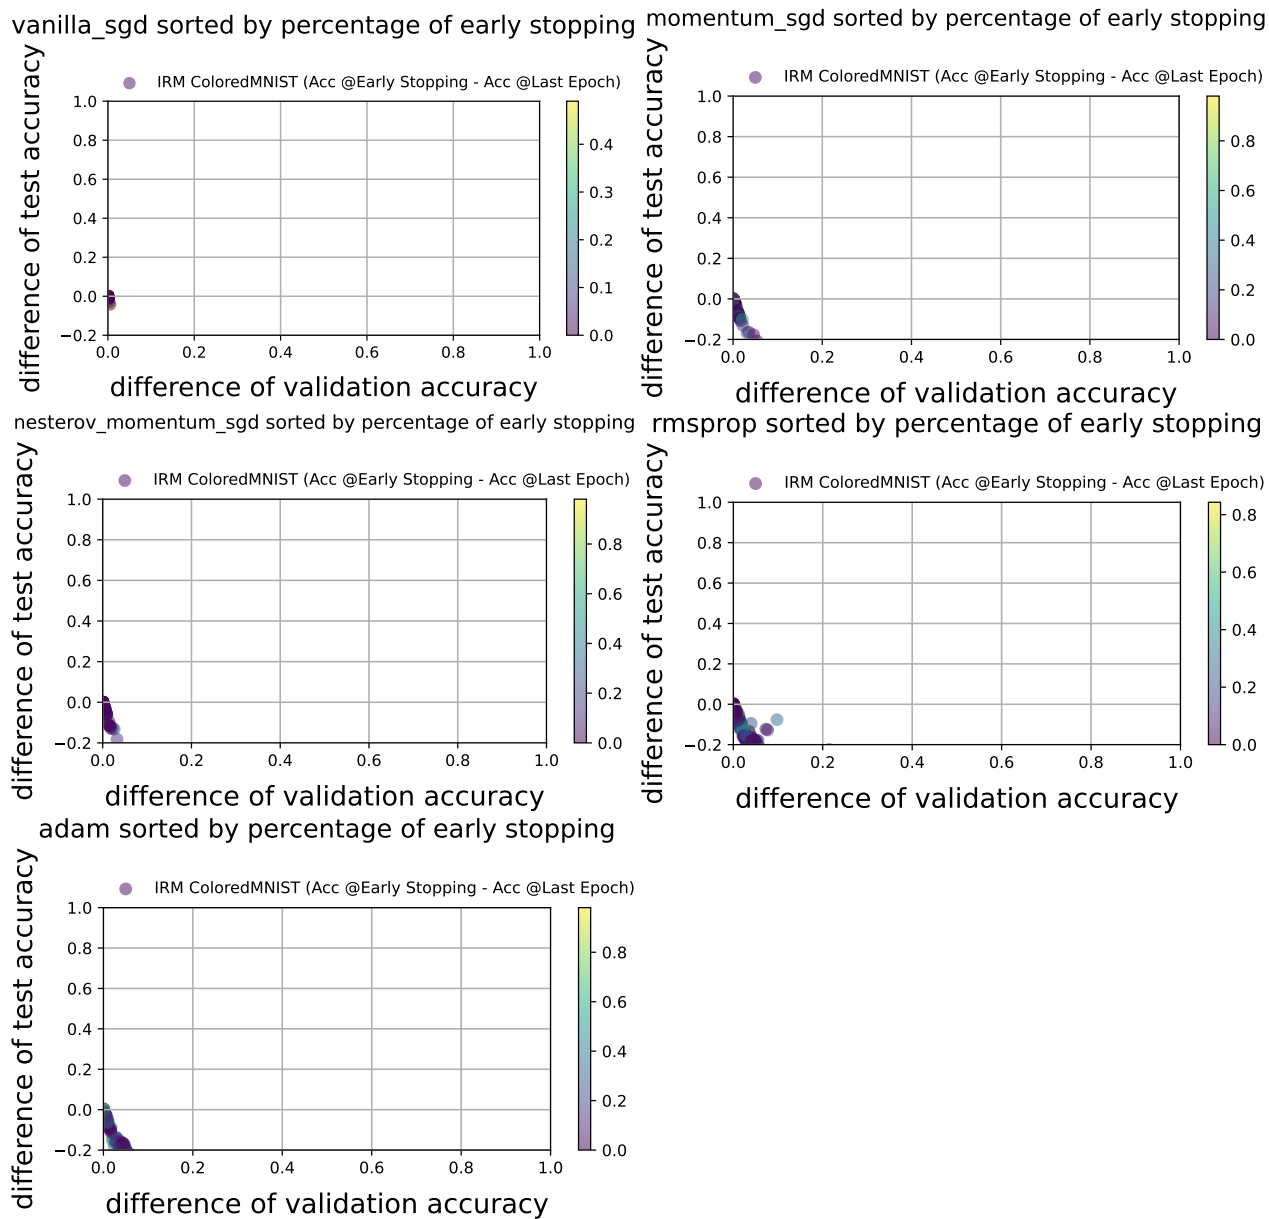 vanilla_sgd sorted by percentage of early stopping
IRM ColoredMNIST (Acc @Early Stopping - Acc @Last Epoch)
difference of test accuracy
1.0
0.8
0.6
0.4
0.2
0.0
−0.2
0.0 0.2 0.4 0.6 0.8 1.0
difference of validation accuracy
0.4
0.3
0.2
0.1
0.0
momentum_sgd sorted by percentage of early stopping
IRM ColoredMNIST (Acc @Early Stopping - Acc @Last Epoch)
difference of test accuracy
1.0
0.8
0.6
0.4
0.2
0.0
−0.2
0.0 0.2 0.4 0.6 0.8 1.0
difference of validation accuracy
0.8
0.6
0.4
0.2
0.0
nesterov_momentum_sgd sorted by percentage of early stopping
IRM ColoredMNIST (Acc @Early Stopping - Acc @Last Epoch)
difference of test accuracy
1.0
0.8
0.6
0.4
0.2
0.0
−0.2
0.0 0.2 0.4 0.6 0.8 1.0
difference of validation accuracy
0.8
0.6
0.4
0.2
0.0
rmsprop sorted by percentage of early stopping
IRM ColoredMNIST (Acc @Early Stopping - Acc @Last Epoch)
difference of test accuracy
1.0
0.8
0.6
0.4
0.2
0.0
−0.2
0.0 0.2 0.4 0.6 0.8 1.0
difference of validation accuracy
0.8
0.6
0.4
0.2
0.0
adam sorted by percentage of early stopping
IRM ColoredMNIST (Acc @Early Stopping - Acc @Last Epoch)
difference of test accuracy
1.0
0.8
0.6
0.4
0.2
0.0
−0.2
0.0 0.2 0.4 0.6 0.8 1.0
difference of validation accuracy
0.8
0.6
0.4
0.2
0.0